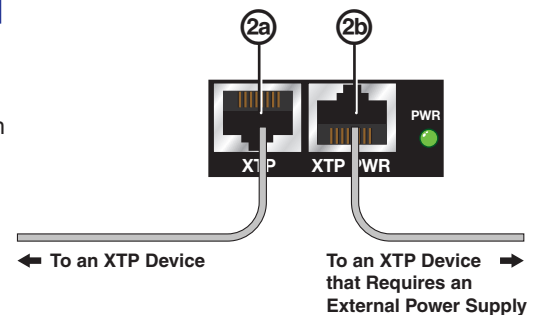 2a 2b
n
PWR
XTP XTP PWR
To an XTP Device
To an XTP Device
that Requires an
External Power Supply